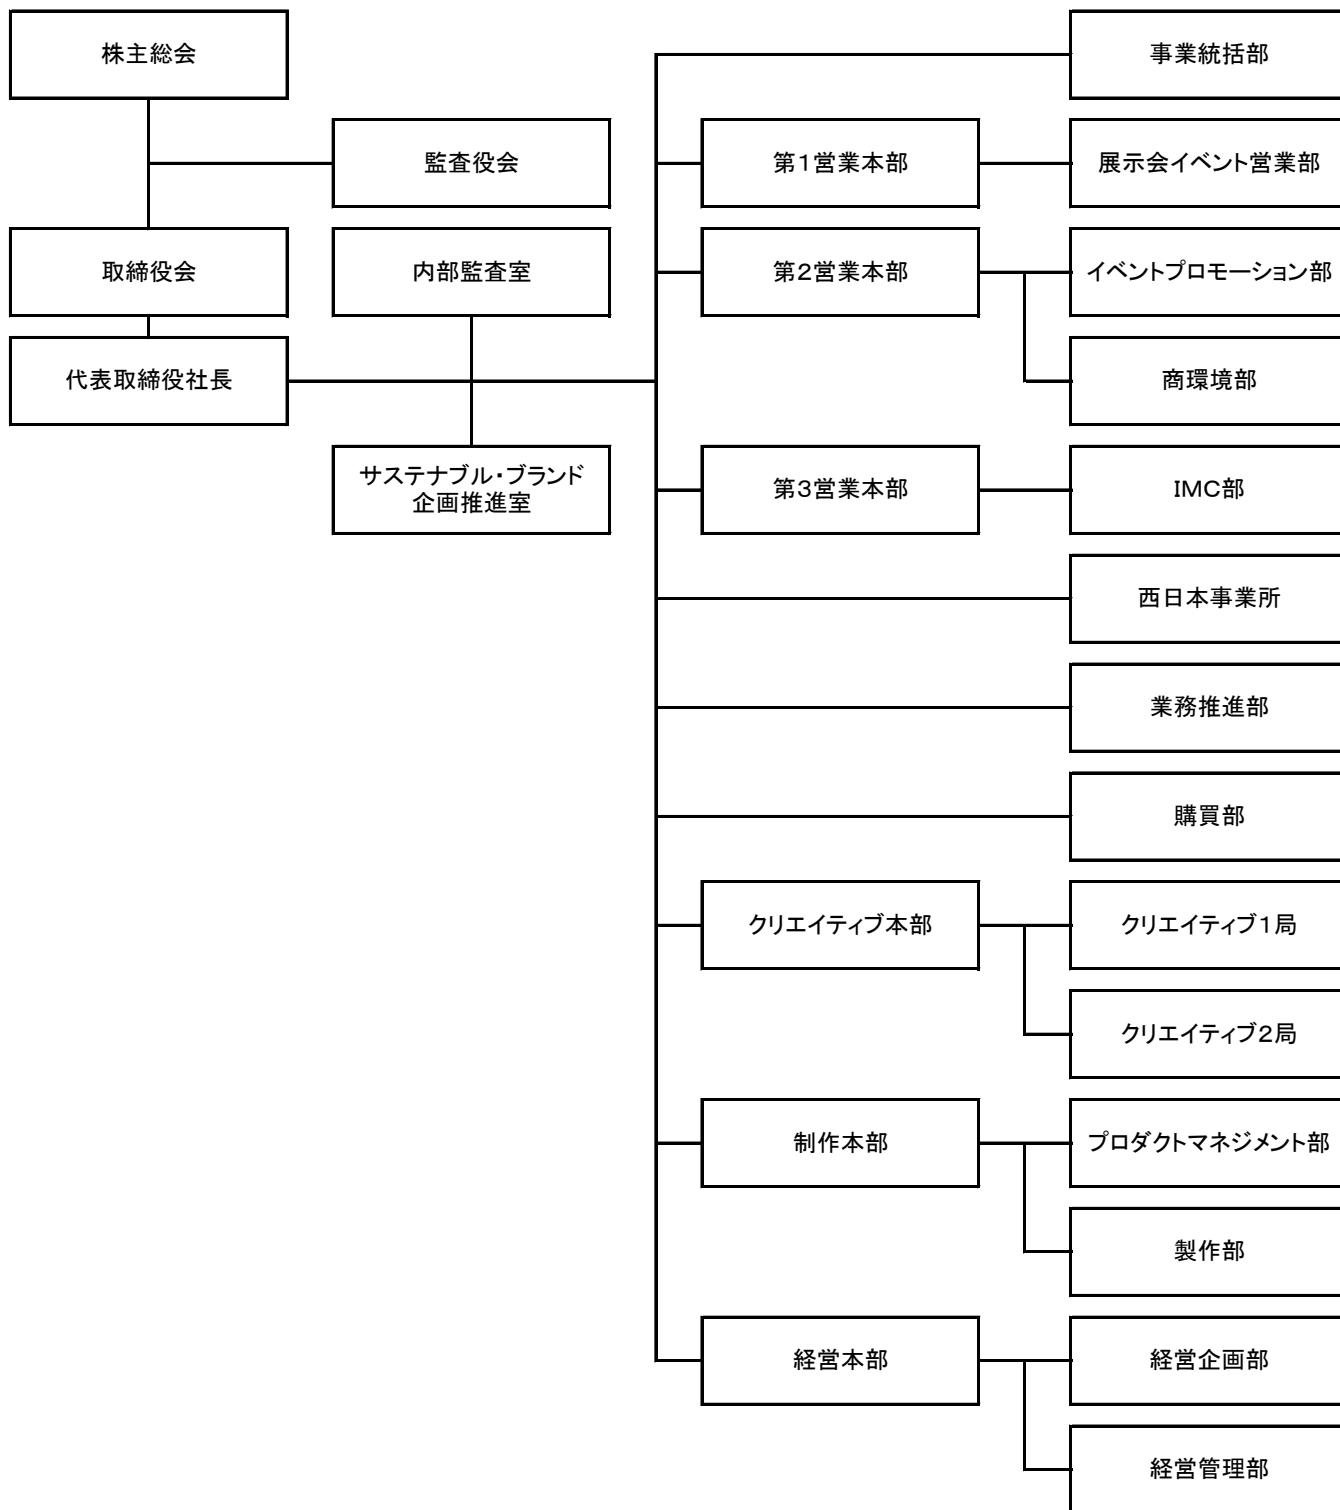 株主総会
監査役会
取締役会
内部監査室
代表取締役社長
サステナブル・ブランド
企画推進室
事業統括部
第1営業本部
展示会イベント営業部
第2営業本部
イベントプロモーション部
商環境部
第3営業本部
IMC部
西日本事業所
業務推進部
購買部
クリエイティブ本部
クリエイティブ1局
クリエイティブ2局
制作本部
プロダクトマネジメント部
製作部
経営本部
経営企画部
経営管理部